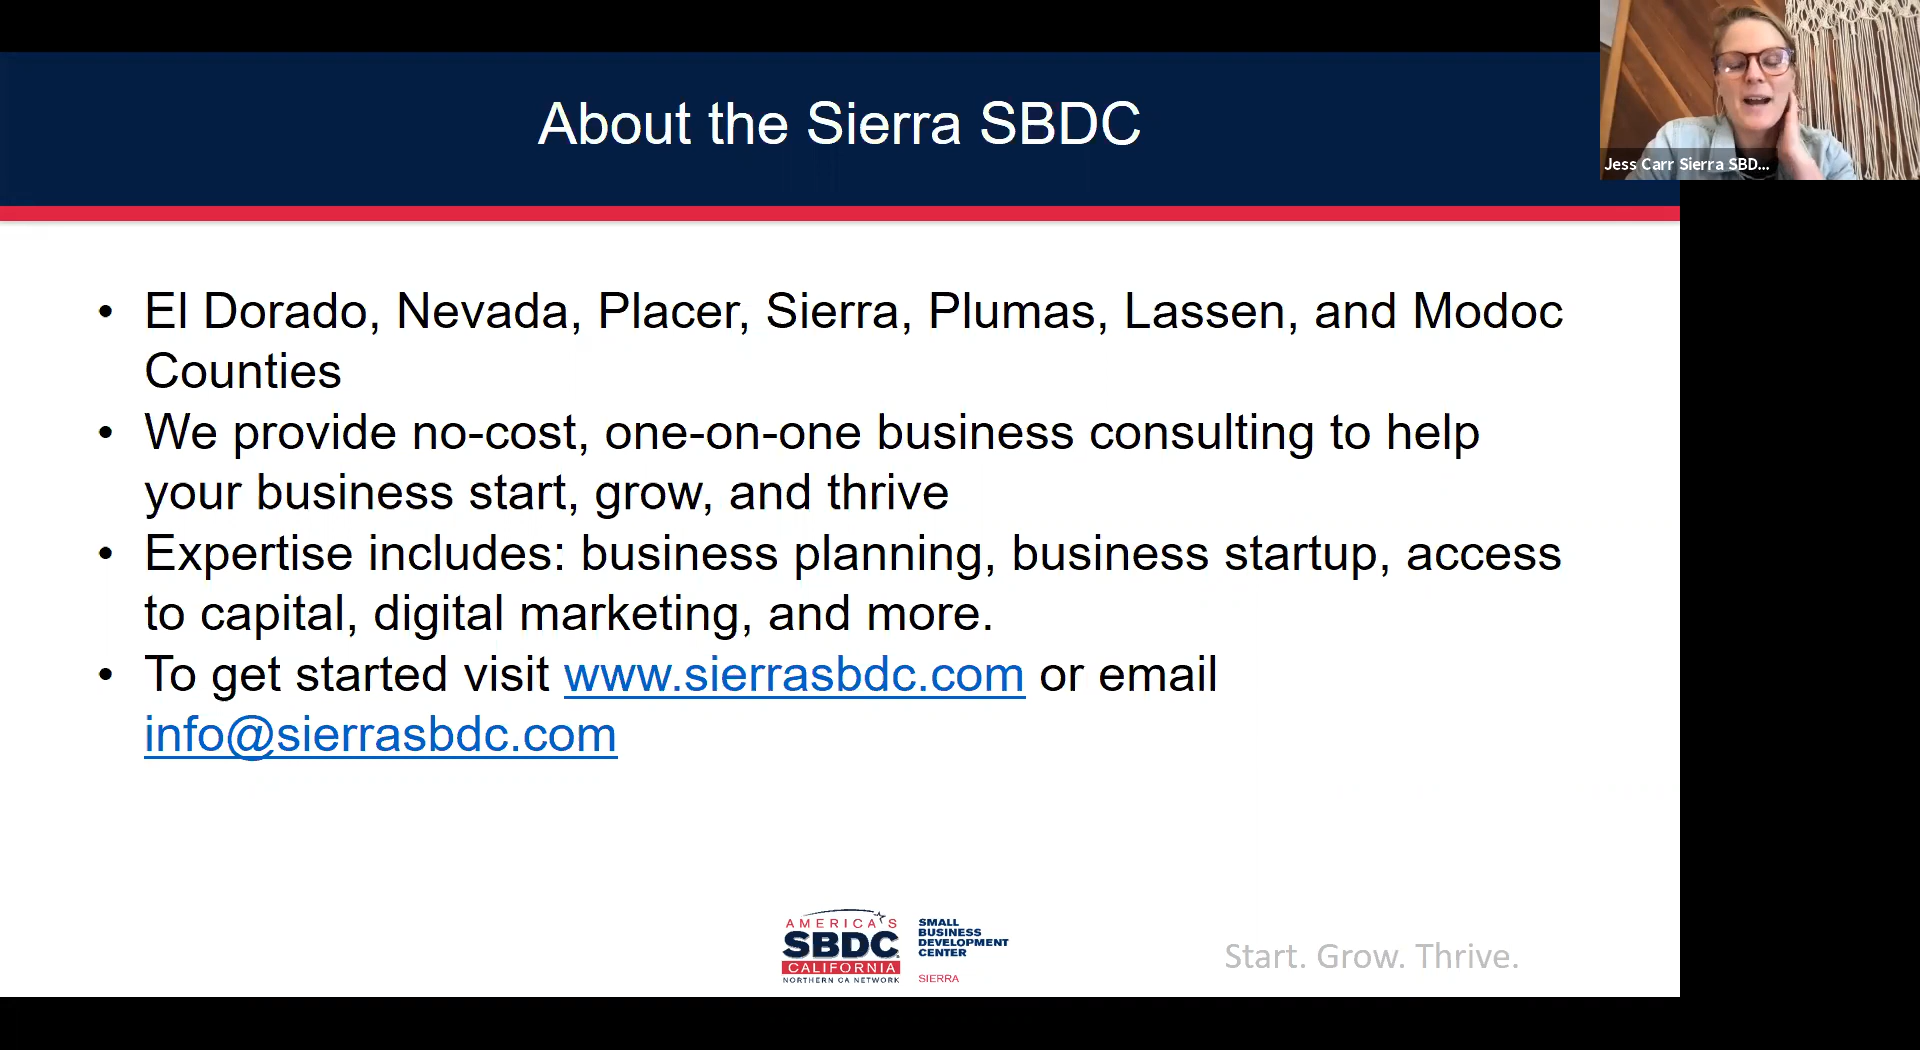 About the Sierra SBDC
Jess Carr Sierra SBD...
• El Dorado, Nevada, Placer, Sierra, Plumas, Lassen, and Modoc
Counties
• We provide no-cost, one-on-one business consulting to help
your business start, grow, and thrive
• Expertise includes: business planning, business startup, access
to capital, digital marketing, and more.
• To get started visit www.sierrasbdc.com or email
info@sierrasbdc.com
AMERICA'S
SBDC
CALIFORNIA
NORTHERN CA NETWORK
SMALL
BUSINESS
DEVELOPMENT
CENTER
SIERRA
Start. Grow. Thrive.